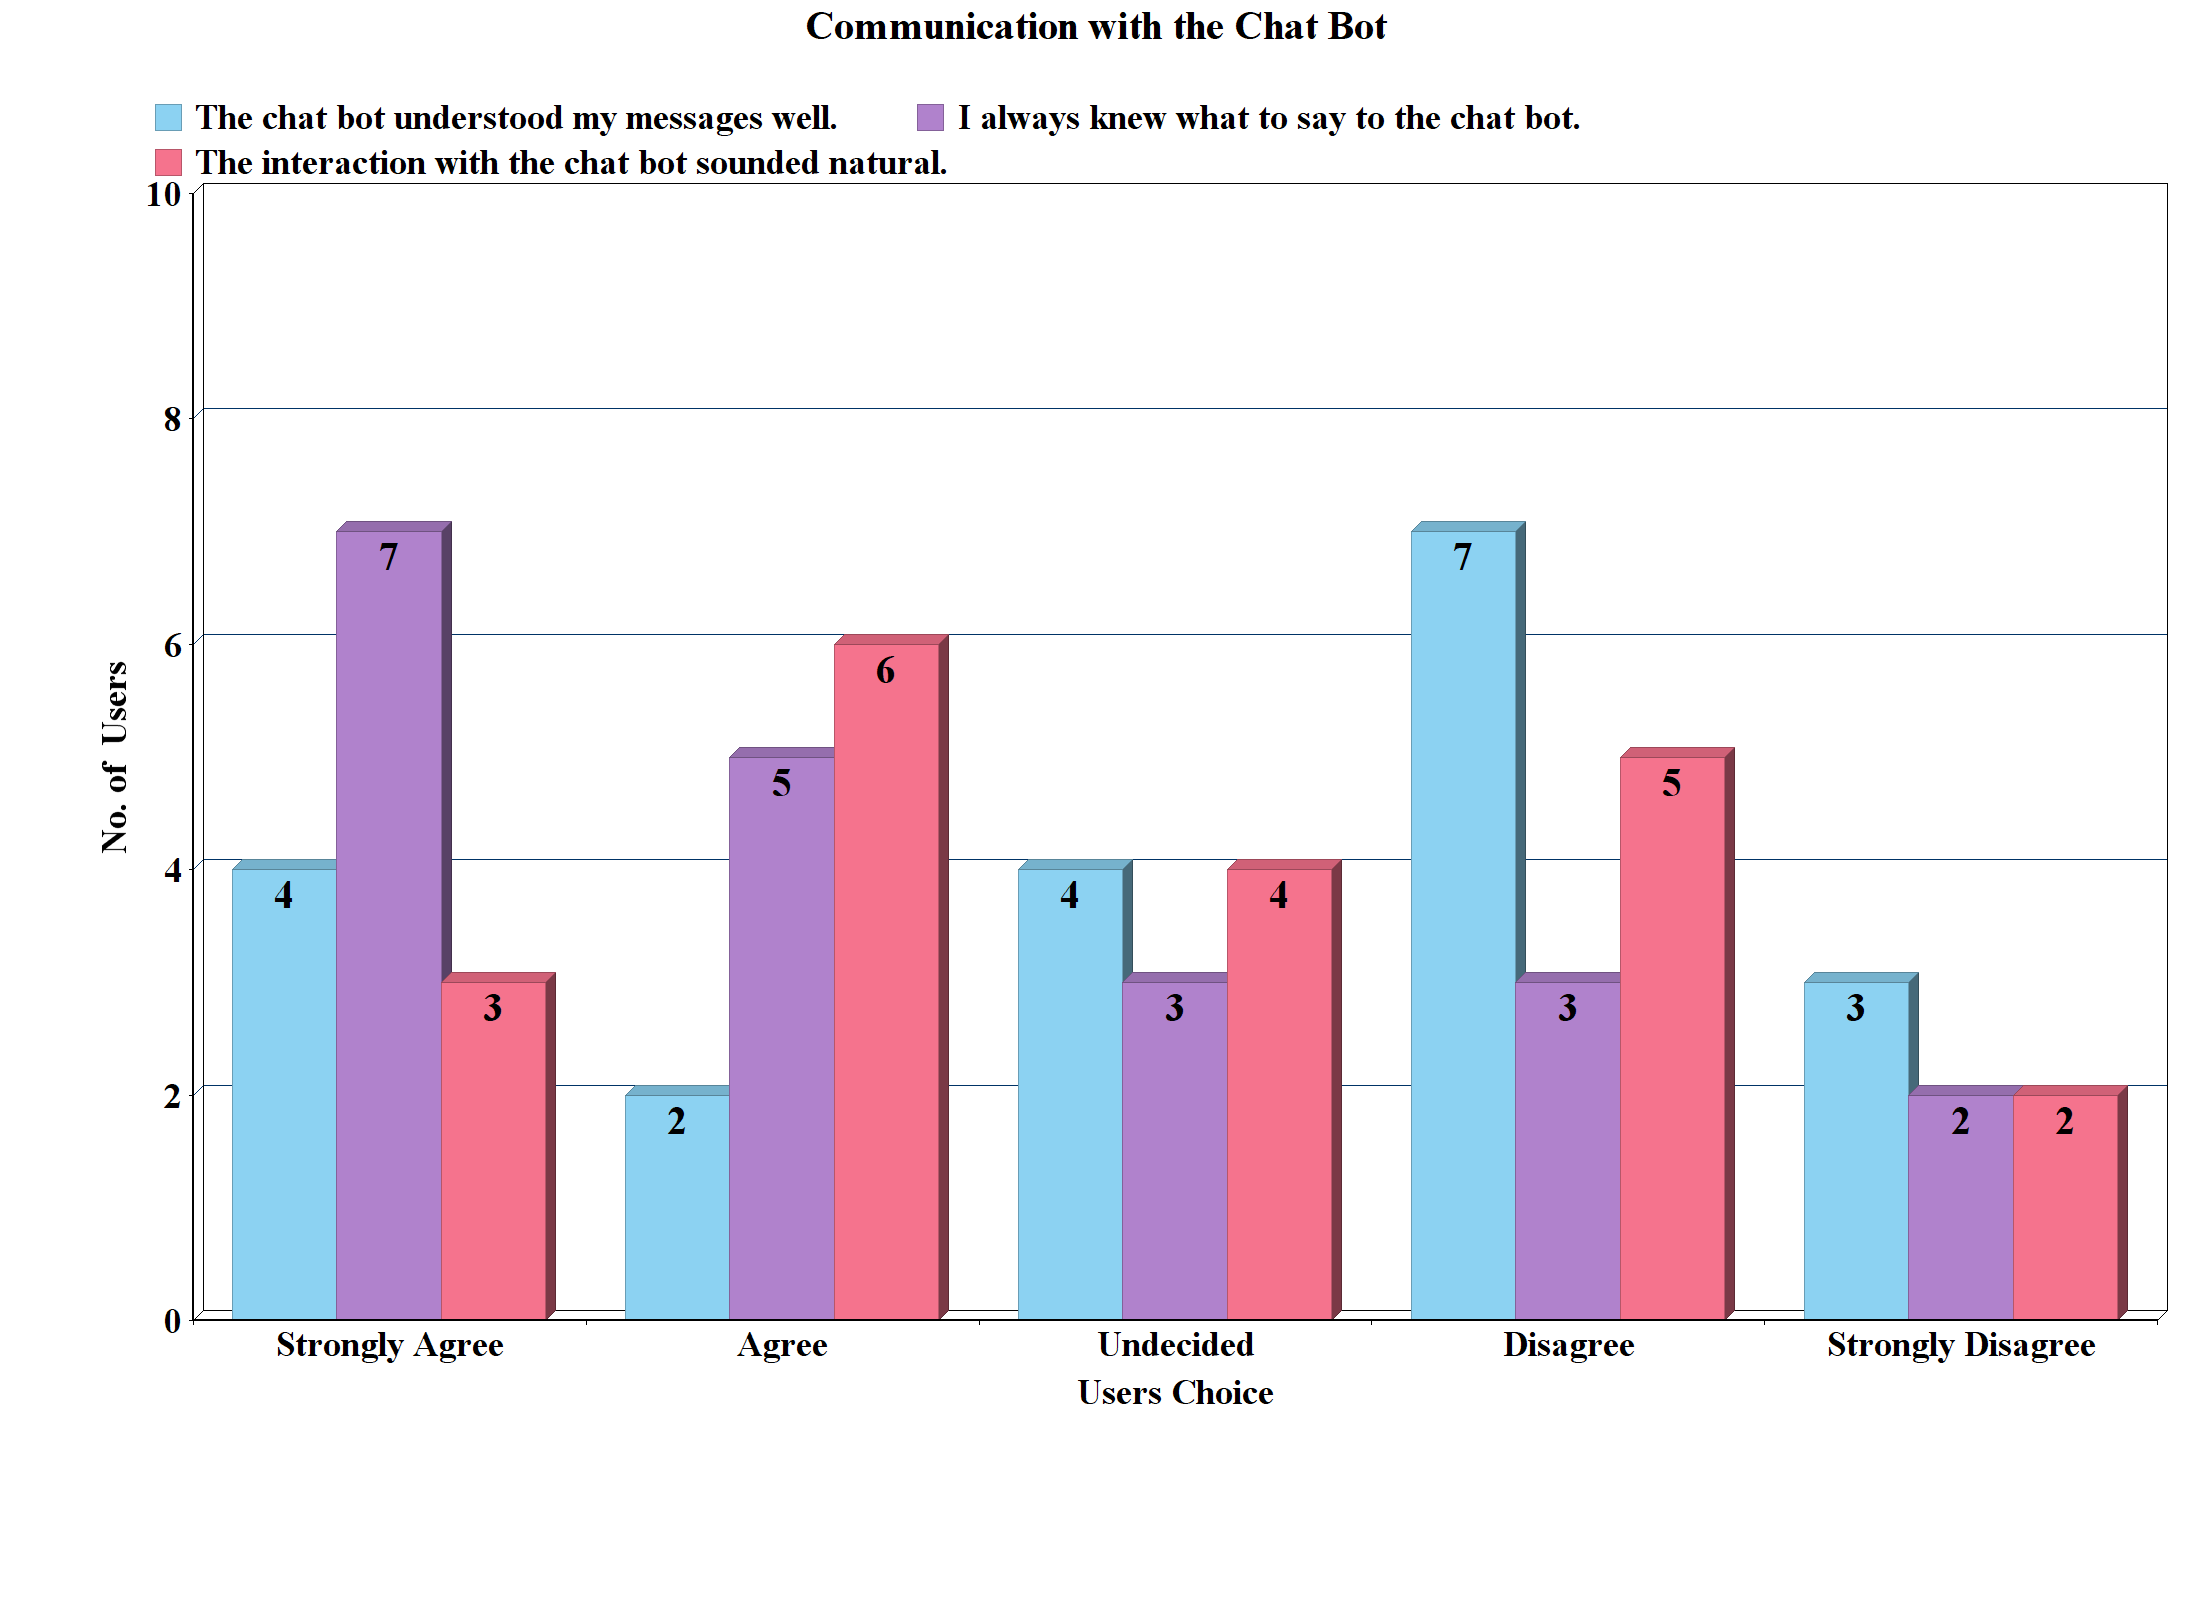 Communication with the Chat Bot
The chat bot understood my messages well. I always knew what to say to the chat bot.
The interaction with the chat bot sounded natural.
10
8
6
4
2
0
No. of Users
4 7 3
2 5 6
4 3 4
7 3 5
3 2 2
Strongly Agree Agree Undecided Disagree Strongly Disagree
Users Choice